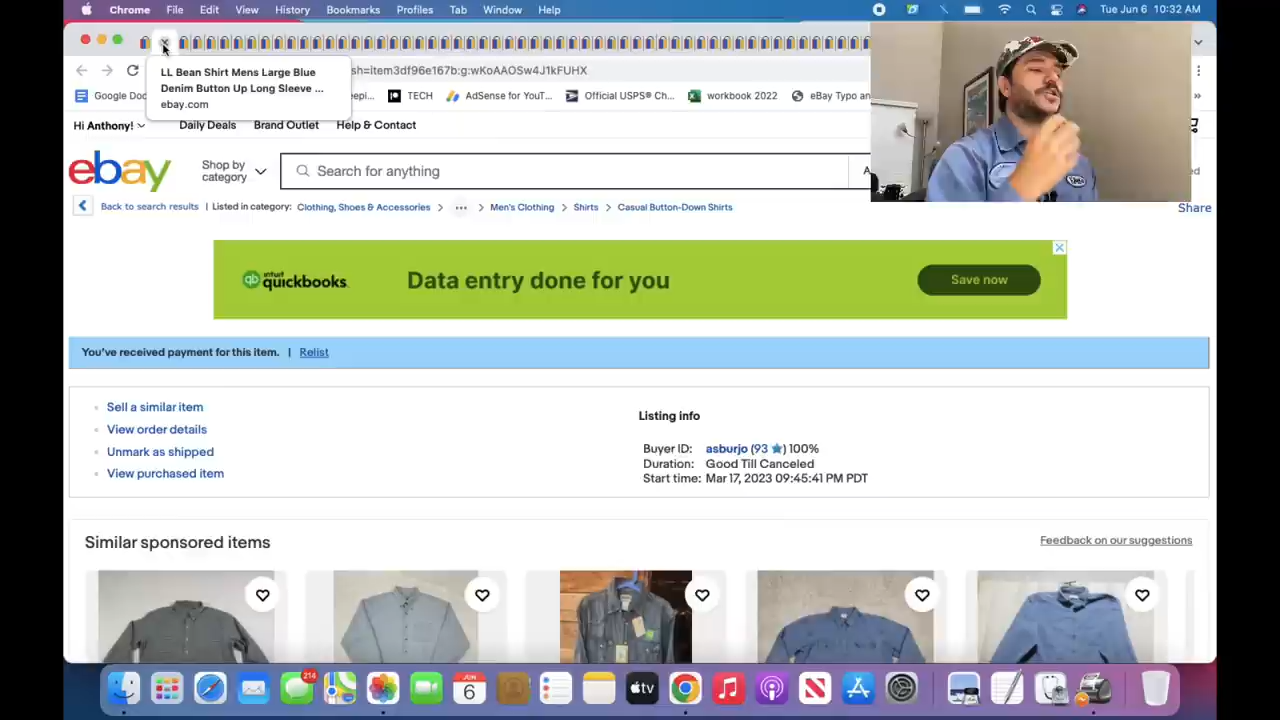 Chrome File Edit View History Bookmarks Profiles Tab Window Help Tue Jun 6 10:32 AM
sh=item3df96e167b:g:wKoAAOSw4J1kFUHX
LL Bean Shirt Mens Large Blue
Denim Button Up Long Sleeve ...
ebay.com
Google Doc TECH AdSense for YouT... Official USPS® Ch... workbook 2022 eBay Typo an »
Hi Anthony! Daily Deals Brand Outlet Help & Contact
ebay Shop by
category Search for anything
Back to search results | Listed in category: Clothing, Shoes & Accessories > ... > Men's Clothing > Shirts > Casual Button-Down Shirts
Share
intuit
quickbooks. Data entry done for you Save now
You've received payment for this item. | Relist
Sell a similar item
View order details
Unmark as shipped
View purchased item
Listing info
Buyer ID: asburjo (93 ) 100%
Duration: Good Till Canceled
Start time: Mar 17, 2023 09:45:41 PM PDT
Similar sponsored items Feedback on our suggestions
214
JUN
6
tv